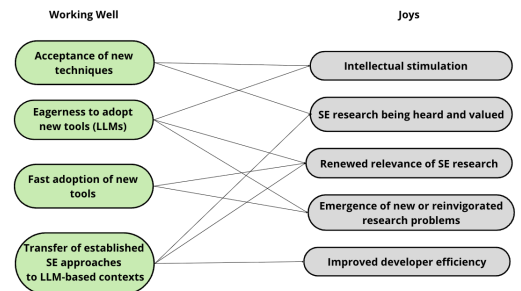 Working Well
Joys
Acceptance of new
techniques
Intellectual stimulation
Eagerness to adopt
new tools (LLMs)
SE research being heard and valued
Fast adoption of new
tools
Renewed relevance of SE research
Emergence of new or reinvigorated
research problems
Transfer of established
SE approaches
to LLM-based contexts
Improved developer efficiency